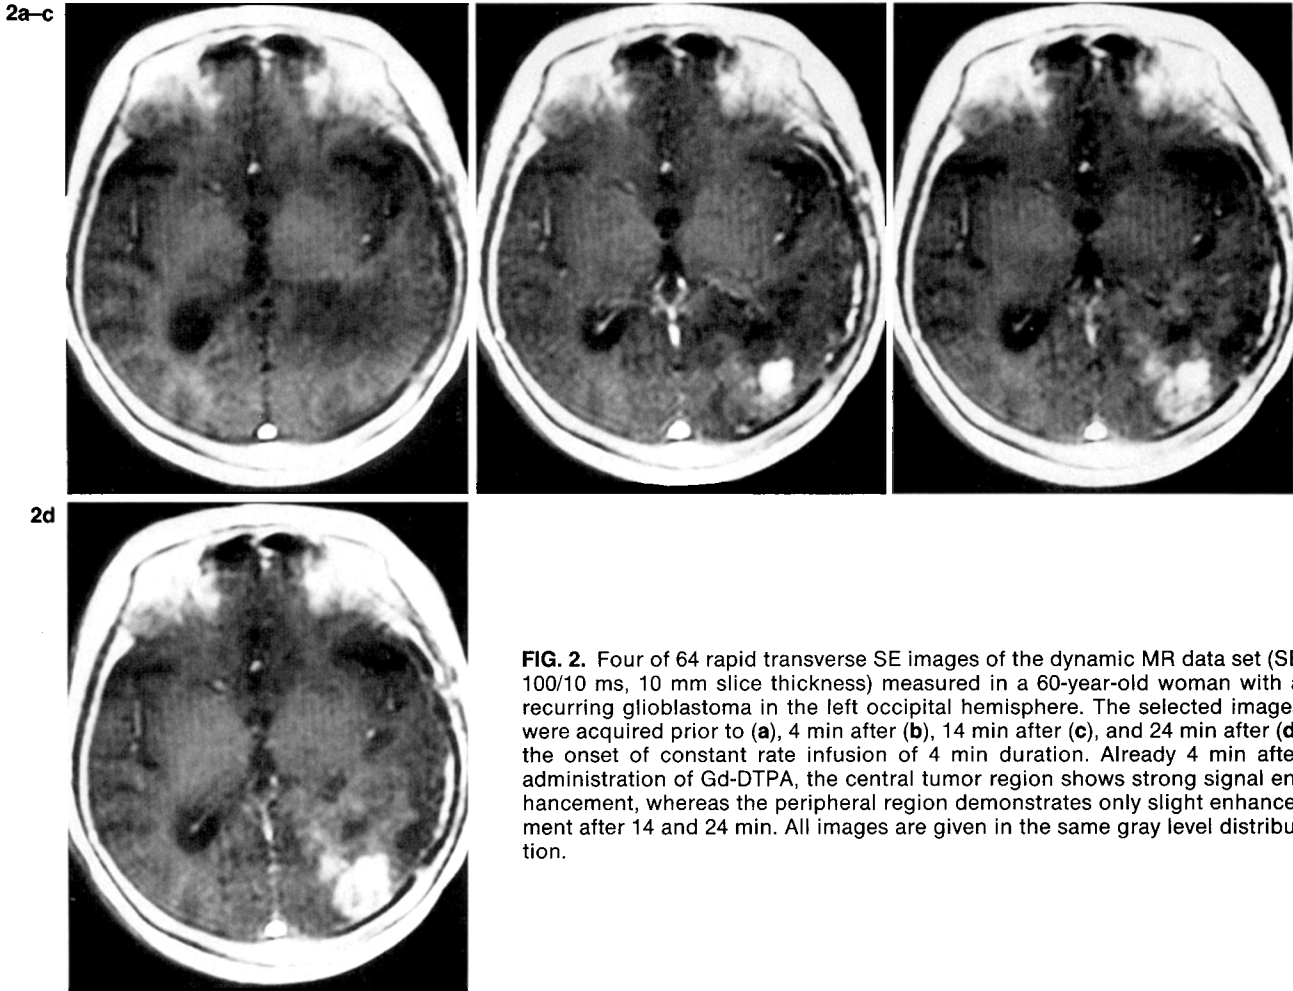 2a–c
2d
FIG. 2. Four of 64 rapid transverse SE images of the dynamic MR data set (SE
100/10 ms, 10 mm slice thickness) measured in a 60-year-old woman with a
recurring glioblastoma in the left occipital hemisphere. The selected image
were acquired prior to (a), 4 min after (b), 14 min after (c), and 24 min after (d
the onset of constant rate infusion of 4 min duration. Already 4 min afte
administration of Gd-DTPA, the central tumor region shows strong signal en-
hancement, whereas the peripheral region demonstrates only slight enhance
ment after 14 and 24 min. All images are given in the same gray level distribu
tion.